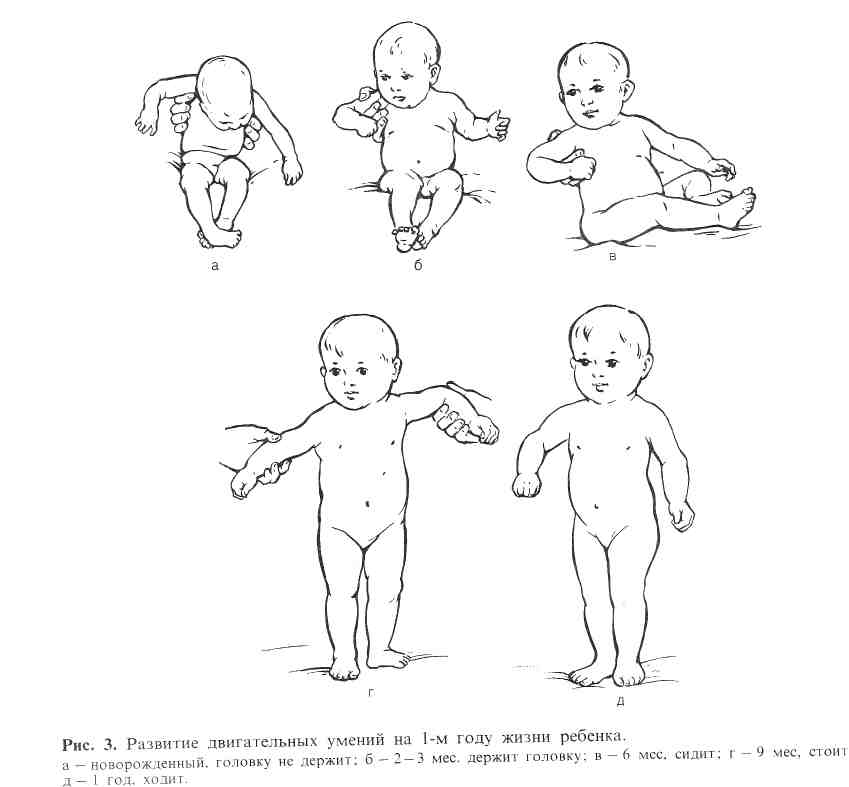 а
б
в
г
д
Рис. 3. Развитие двигательных умений на 1-м году жизни ребенка.
а – новорожденный, головку не держит; б – 2–3 мес. держит головку; в – 6 мес, сидит; г – 9 мес, стоит
д – 1 год, ходит.